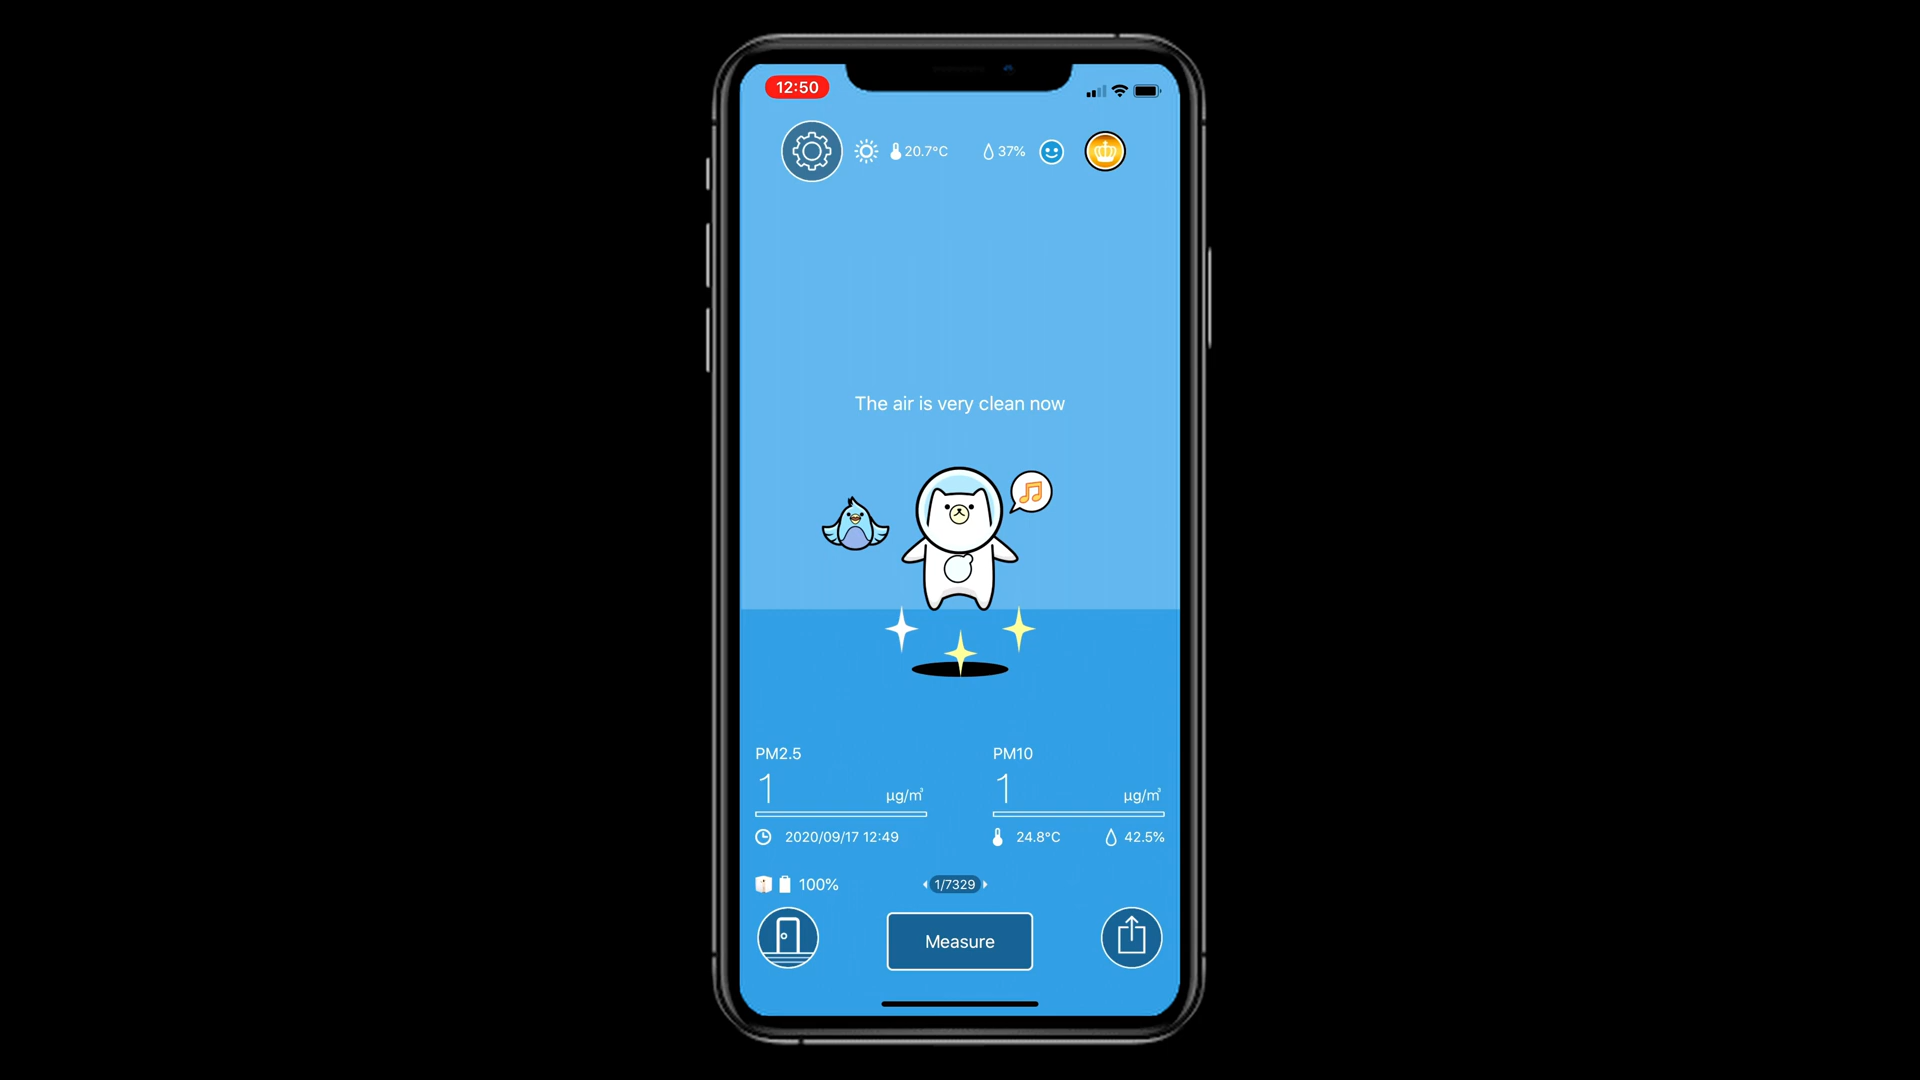 12:50
20.7°C 37%
The air is very clean now
PM2.5 PM10
1 µg/m³ 1 µg/m³
2020/09/17 12:49 24.8°C 42.5%
100% 1/7329
Measure